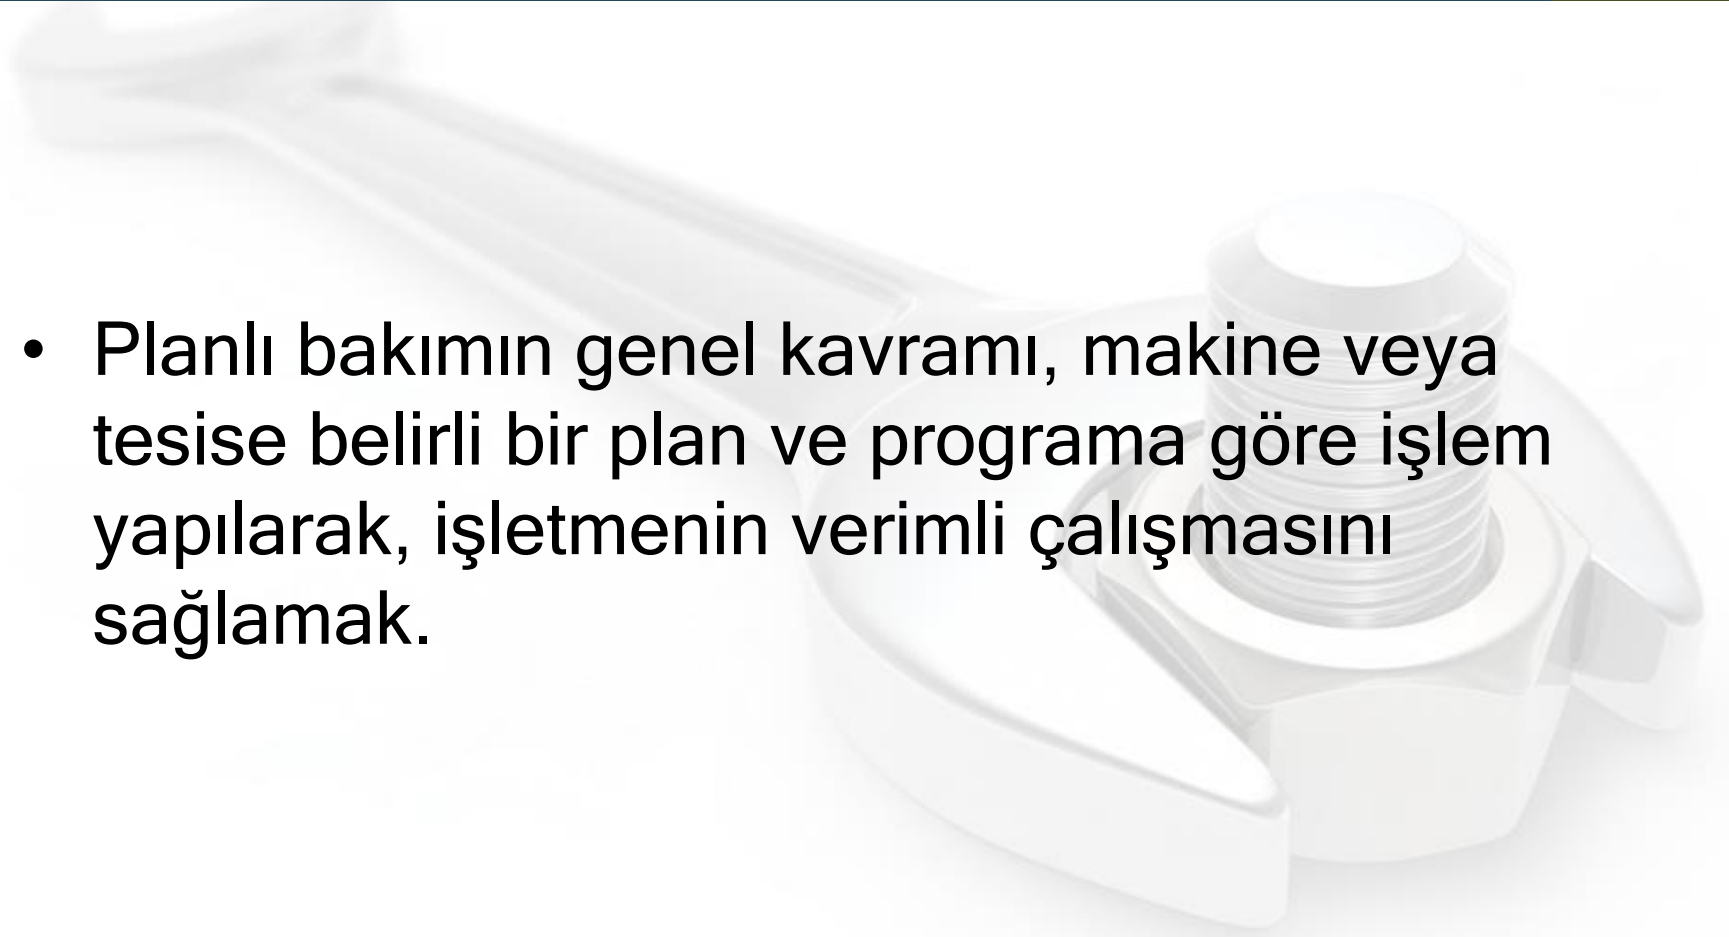 • Planlı bakımın genel kavramı, makine veya
tesise belirli bir plan ve programa göre işlem
yapılarak, işletmenin verimli çalışmasını
sağlamak.